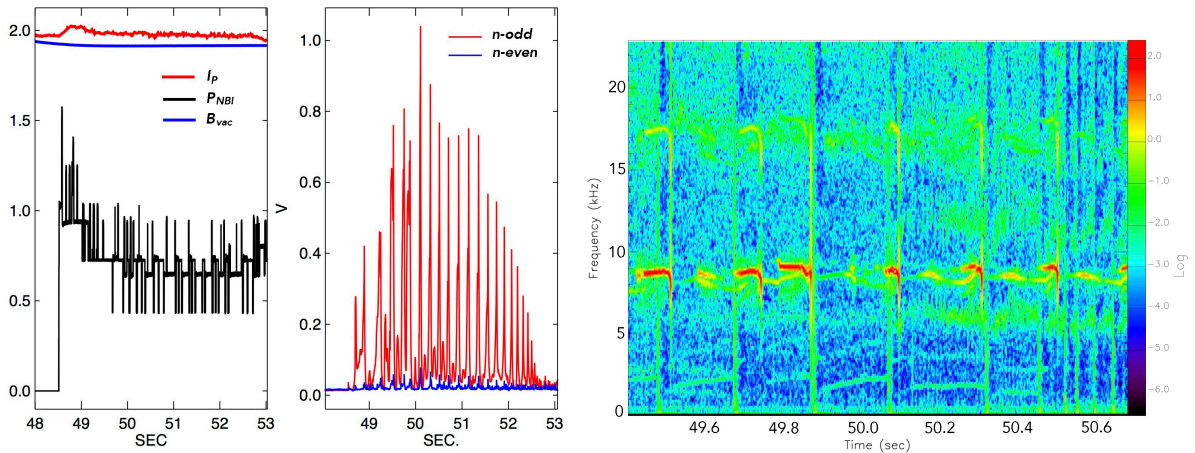 2.0
1.5
1.0
0.5
0.0
I_P
P_NBI
B_vac
48 49 50 51 52 53
SEC
V
1.0
0.8
0.6
0.4
0.2
0.0
n-odd
n-even
49 50 51 52 53
SEC.
Frequency (kHz)
20
15
10
5
0
49.6 49.8 50.0 50.2 50.4 50.6
Time (sec)
2.0
1.0
0.0
-1.0
-2.0
-3.0
-4.0
-5.0
-6.0
Log